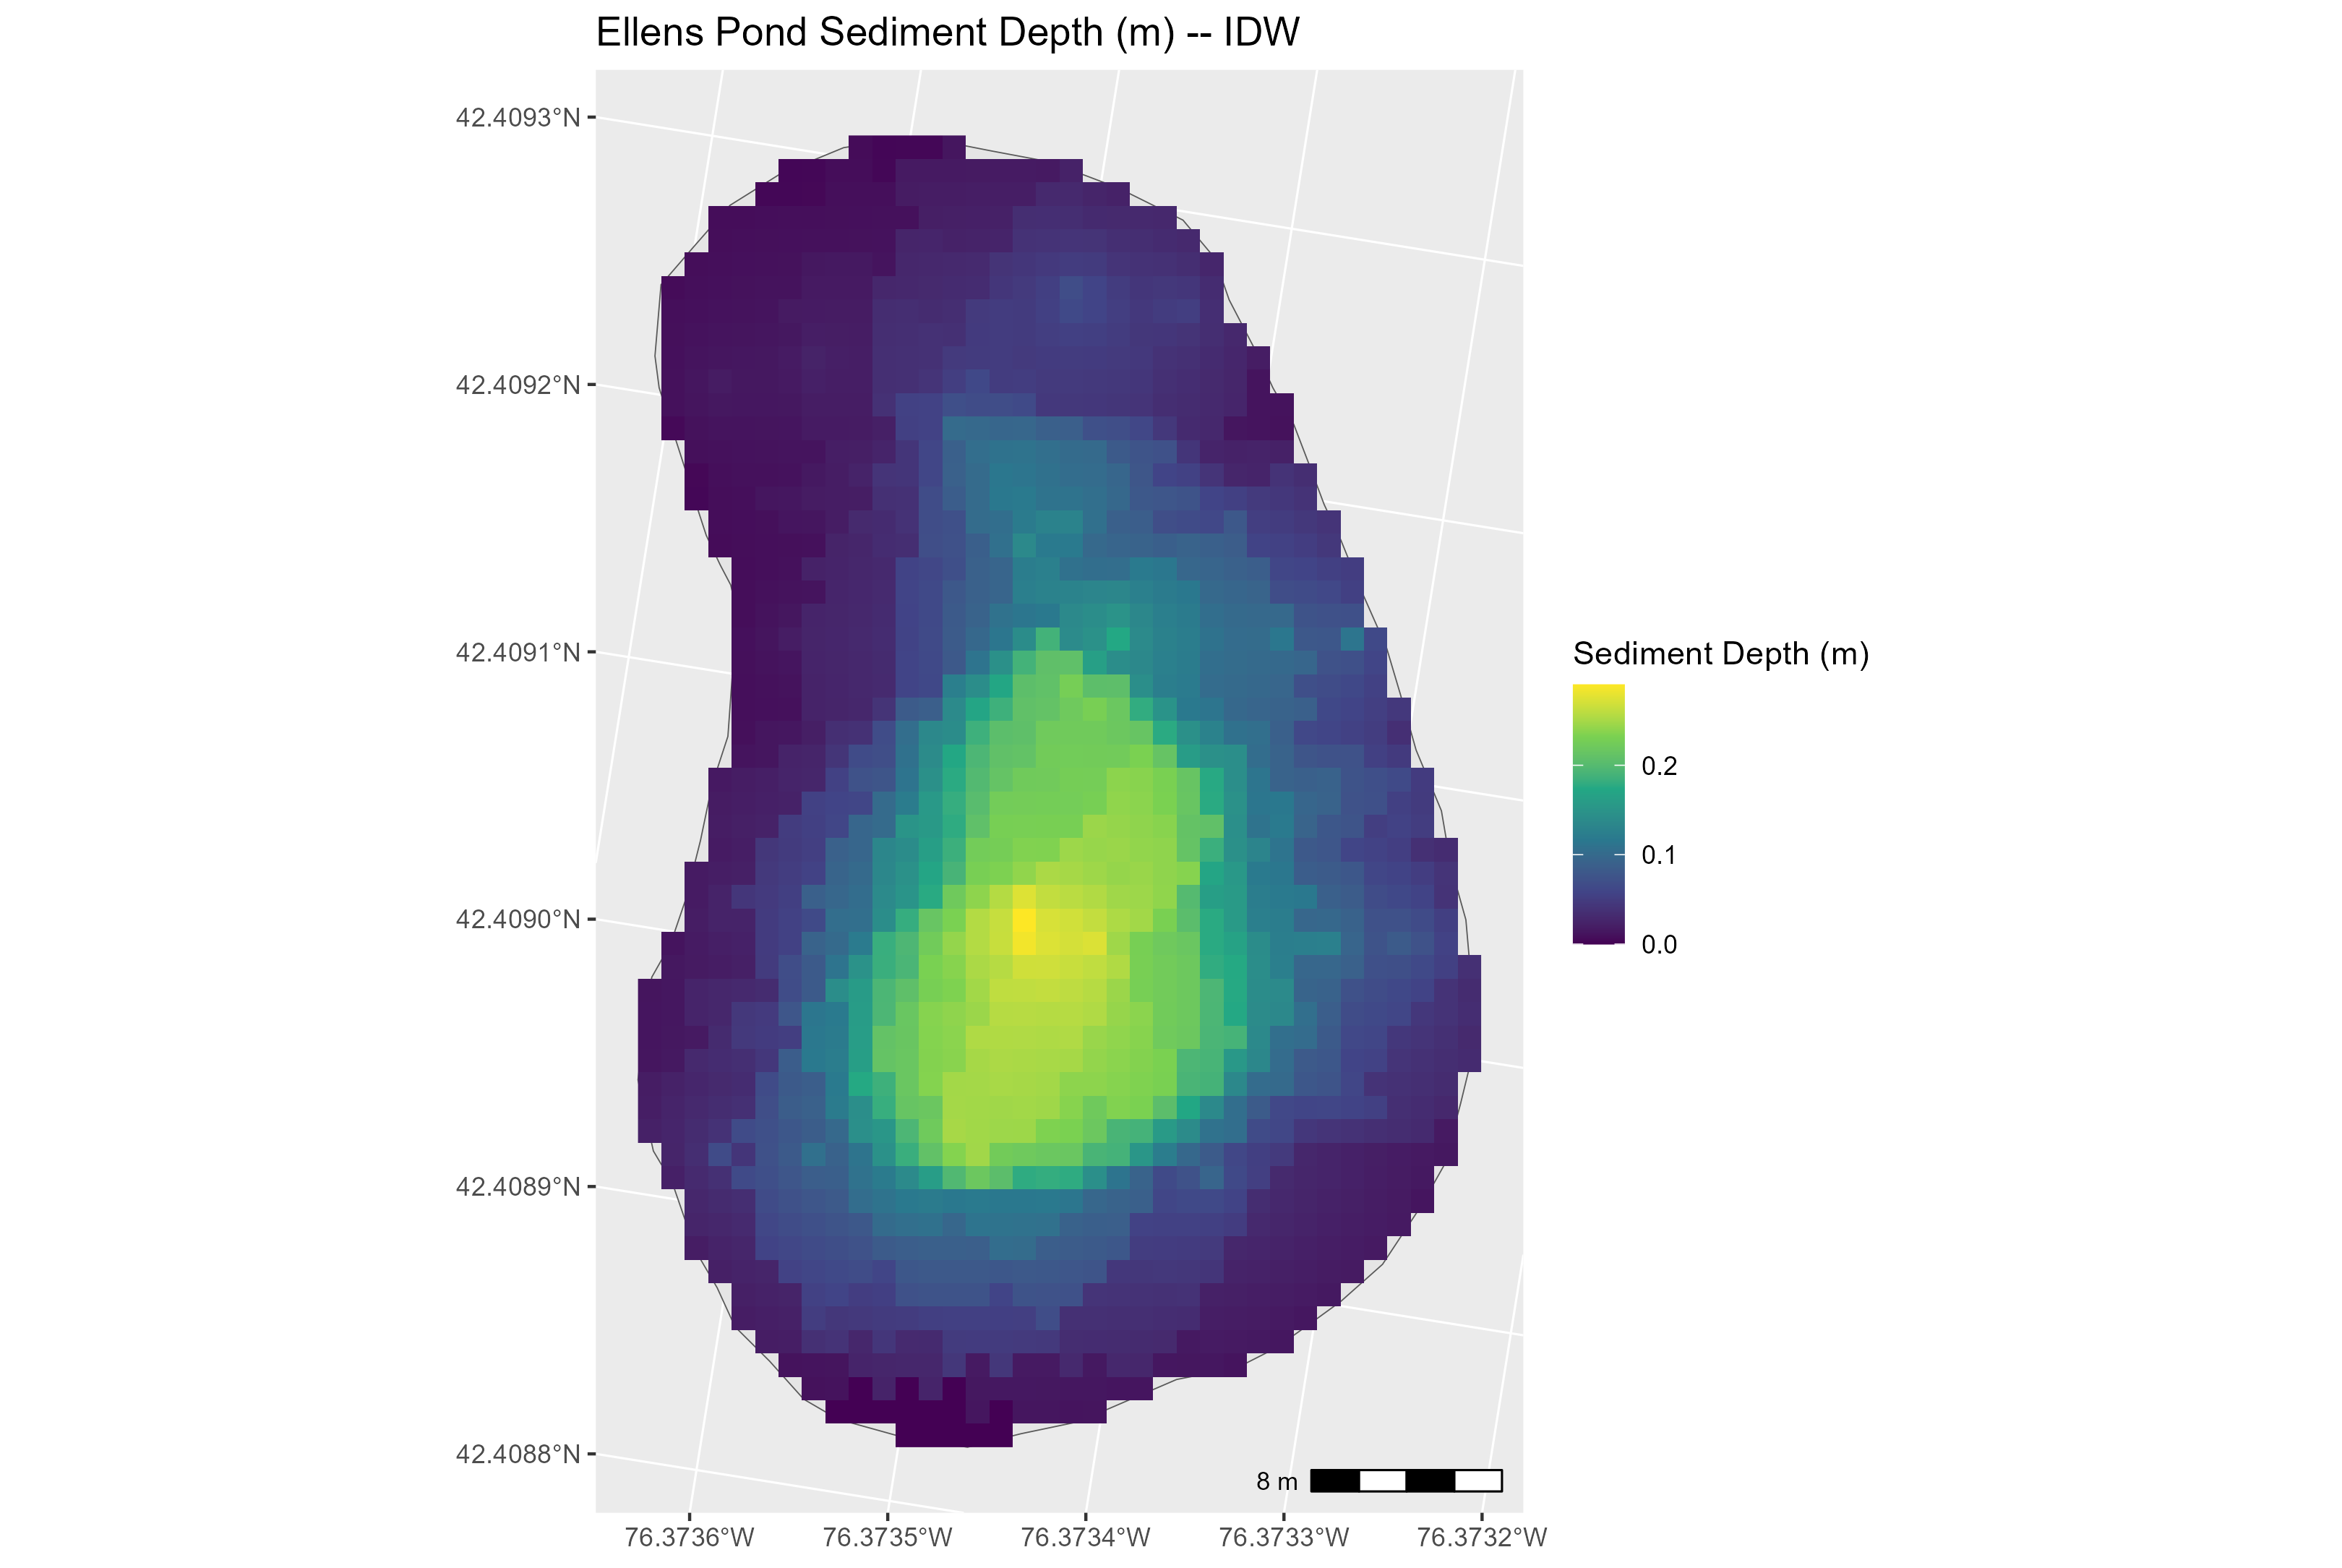 Ellens Pond Sediment Depth (m) -- IDW
42.4093°N
42.4092°N
42.4091°N
42.4090°N
42.4089°N
42.4088°N
Sediment Depth (m)
0.2
0.1
0.0
8 m
76.3736°W 76.3735°W 76.3734°W 76.3733°W 76.3732°W